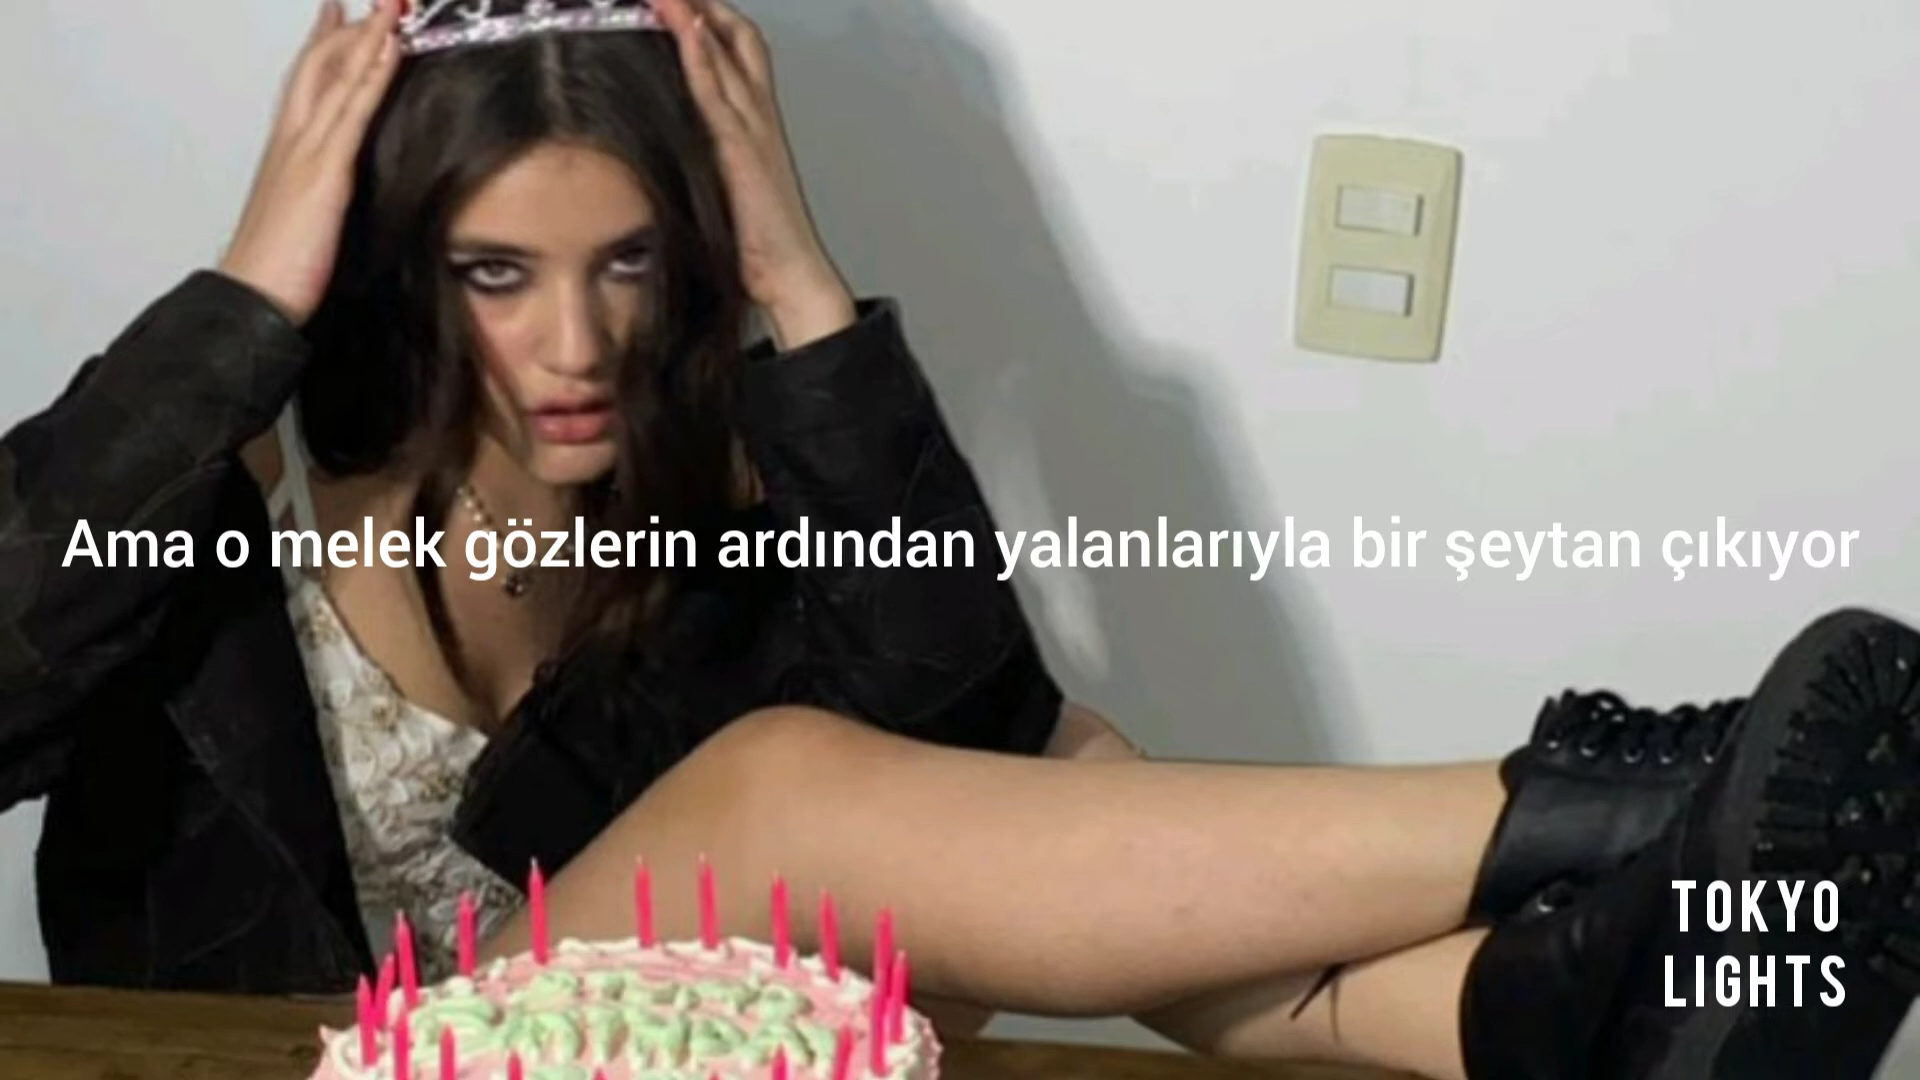 Ama o melek gözlerin ardından yalanlarıyla bir şeytan çıkıyor
TOKYO
LIGHTS